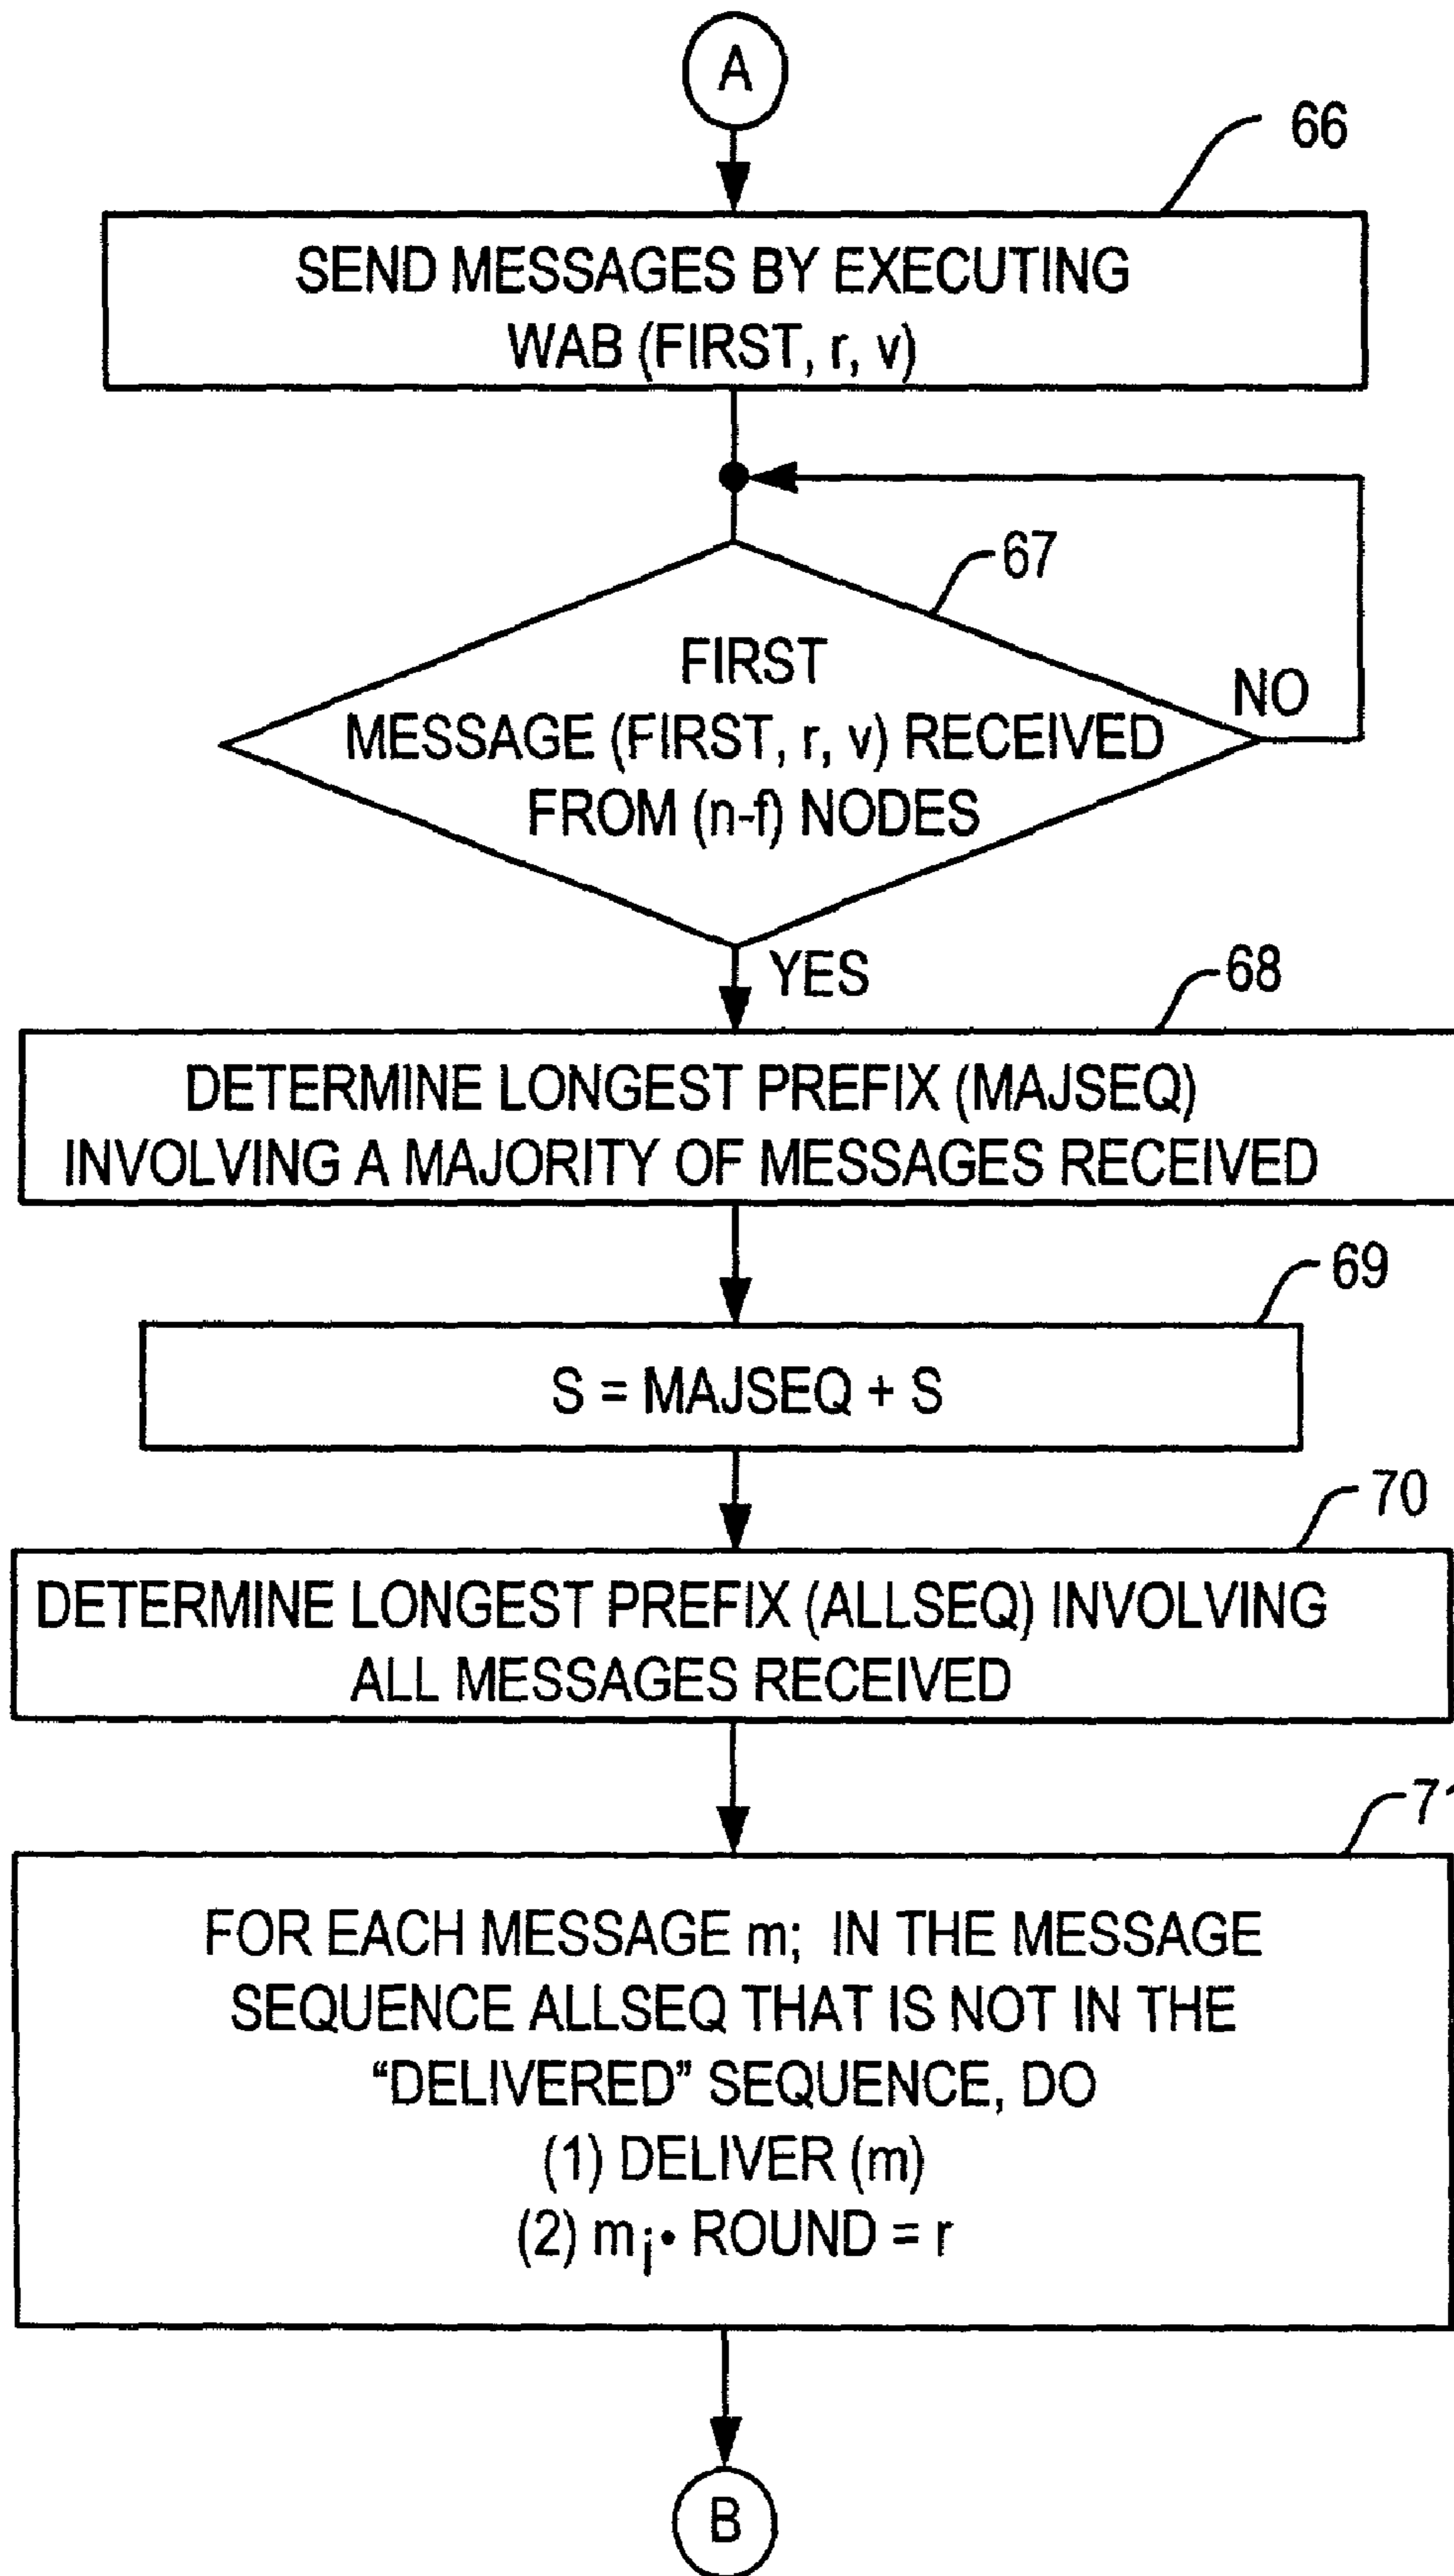 A
66
SEND MESSAGES BY EXECUTING
WAB (FIRST, r, v)
67
FIRST
MESSAGE (FIRST, r, v) RECEIVED
FROM (n-f) NODES
NO
YES
68
DETERMINE LONGEST PREFIX (MAJSEQ)
INVOLVING A MAJORITY OF MESSAGES RECEIVED
69
S = MAJSEQ + S
70
DETERMINE LONGEST PREFIX (ALLSEQ) INVOLVING
ALL MESSAGES RECEIVED
71
FOR EACH MESSAGE m; IN THE MESSAGE
SEQUENCE ALLSEQ THAT IS NOT IN THE
“DELIVERED” SEQUENCE, DO
(1) DELIVER (m)
(2) mi• ROUND = r
B